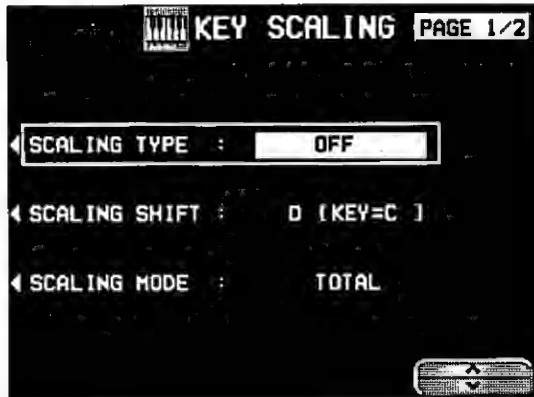 KEY SCALING PAGE 1/2
SCALING TYPE : OFF
SCALING SHIFT : 0 [KEY=C ]
SCALING MODE : TOTAL